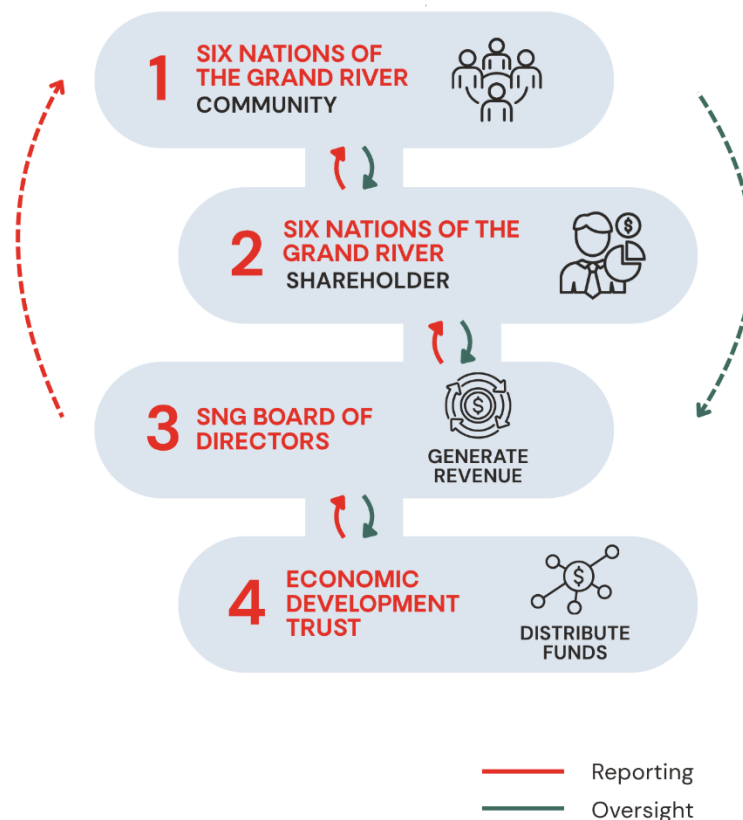 1
SIX NATIONS OF
THE GRAND RIVER
COMMUNITY
2
SIX NATIONS OF THE
GRAND RIVER
SHAREHOLDER
$
3
SNG BOARD OF
DIRECTORS
$
GENERATE
REVENUE
4
ECONOMIC
DEVELOPMENT
TRUST
$
DISTRIBUTE
FUNDS
Reporting
Oversight